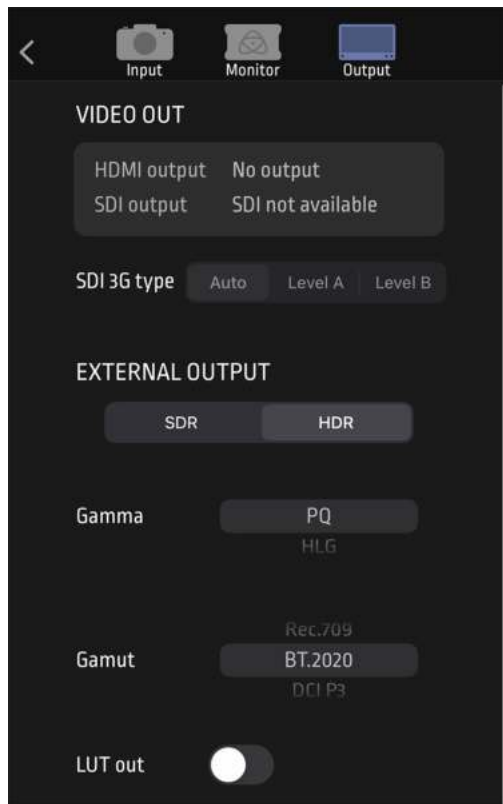 Input Monitor Output
VIDEO OUT
HDMI output No output
SDI output SDI not available
SDI 3G type Auto Level A Level B
EXTERNAL OUTPUT
SDR HDR
Gamma PQ
HLG
Rec.709
Gamut BT.2020
DCI P3
LUT out